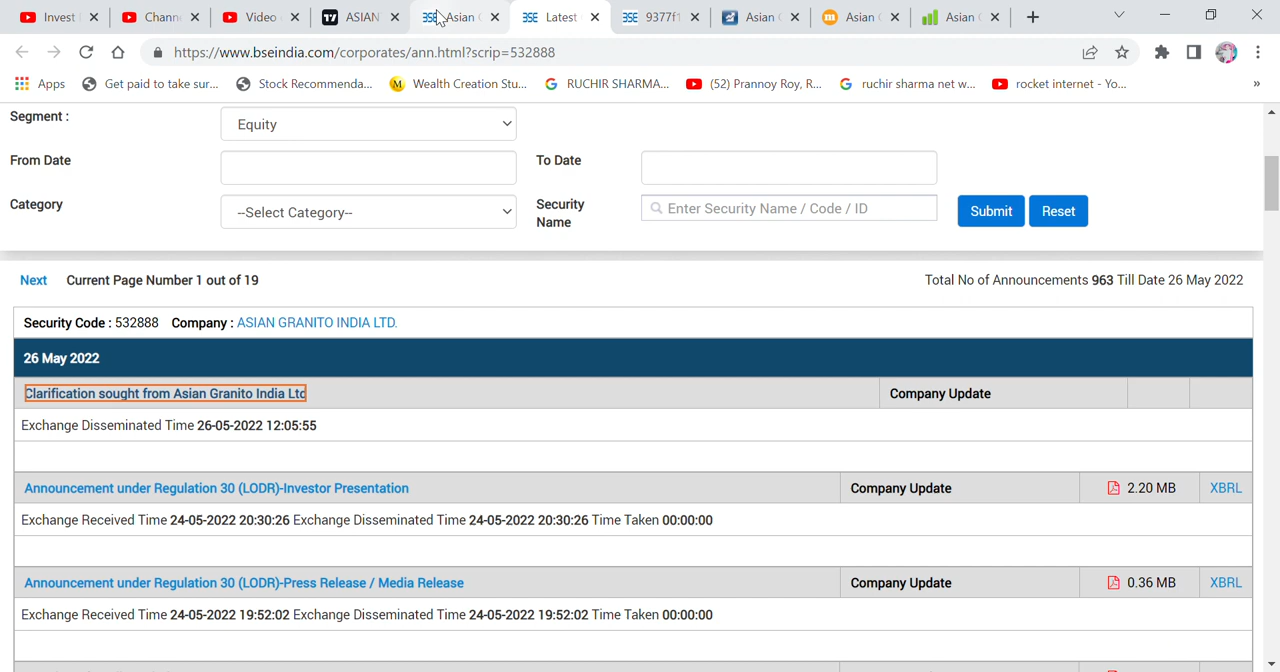 Invest
Chann
Video
ASIAN
Asian
Latest
9377f1
Asian
Asian
Asian
https://www.bseindia.com/corporates/ann.html?scrip=532888
Apps
Get paid to take sur...
Stock Recommenda...
Wealth Creation Stu...
RUCHIR SHARMA...
(52) Prannoy Roy, R...
ruchir sharma net w...
rocket internet - Yo...
»
Segment :
Equity
From Date
To Date
Category
--Select Category--
Security Name
Enter Security Name / Code / ID
Submit
Reset
Next Current Page Number 1 out of 19
Total No of Announcements 963 Till Date 26 May 2022
Security Code : 532888 Company : ASIAN GRANITO INDIA LTD.
26 May 2022
Clarification sought from Asian Granito India Ltd
Company Update
Exchange Disseminated Time 26-05-2022 12:05:55
Announcement under Regulation 30 (LODR)-Investor Presentation
Company Update
2.20 MB
XBRL
Exchange Received Time 24-05-2022 20:30:26 Exchange Disseminated Time 24-05-2022 20:30:26 Time Taken 00:00:00
Announcement under Regulation 30 (LODR)-Press Release / Media Release
Company Update
0.36 MB
XBRL
Exchange Received Time 24-05-2022 19:52:02 Exchange Disseminated Time 24-05-2022 19:52:02 Time Taken 00:00:00